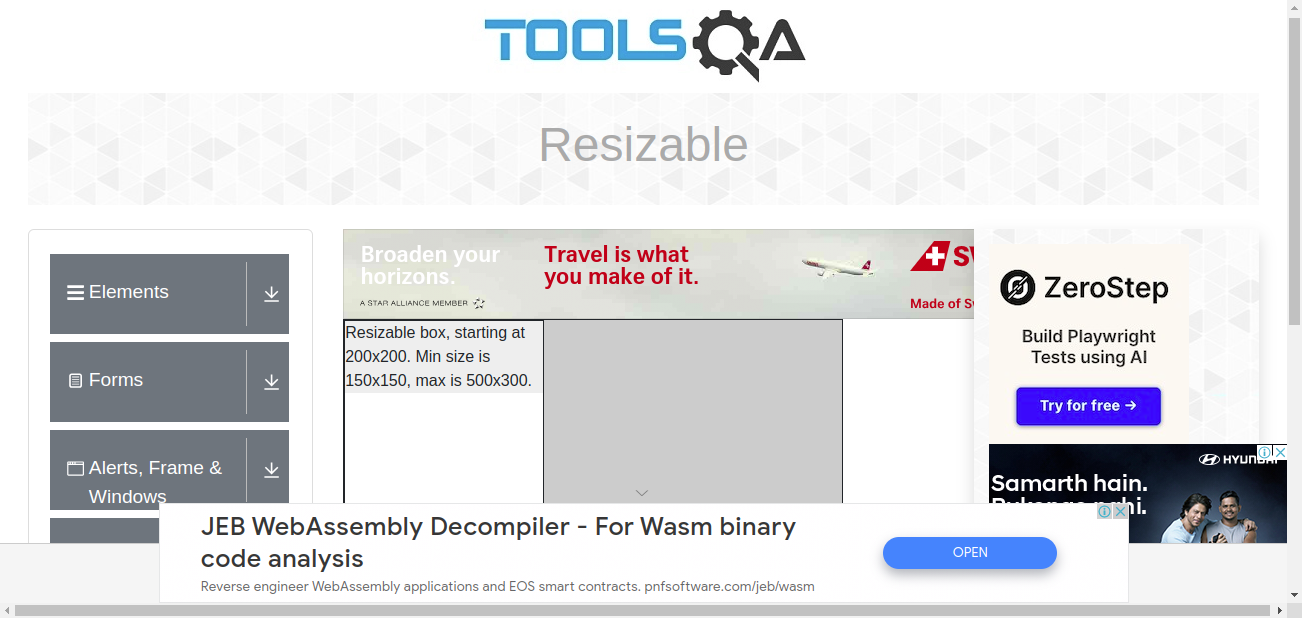 TOOLSQA
Resizable
Elements
Forms
Alerts, Frame &
Windows
Broaden your
horizons.
A STAR ALLIANCE MEMBER
Travel is what
you make of it.
Made of
Resizable box, starting at
200x200. Min size is
150x150, max is 500x300.
ZeroStep
Build Playwright
Tests using AI
Try for free →
HYUNDAI
Samarth hain.
JEB WebAssembly Decompiler - For Wasm binary
code analysis
Reverse engineer WebAssembly applications and EOS smart contracts. pnfsoftware.com/jeb/wasm
OPEN